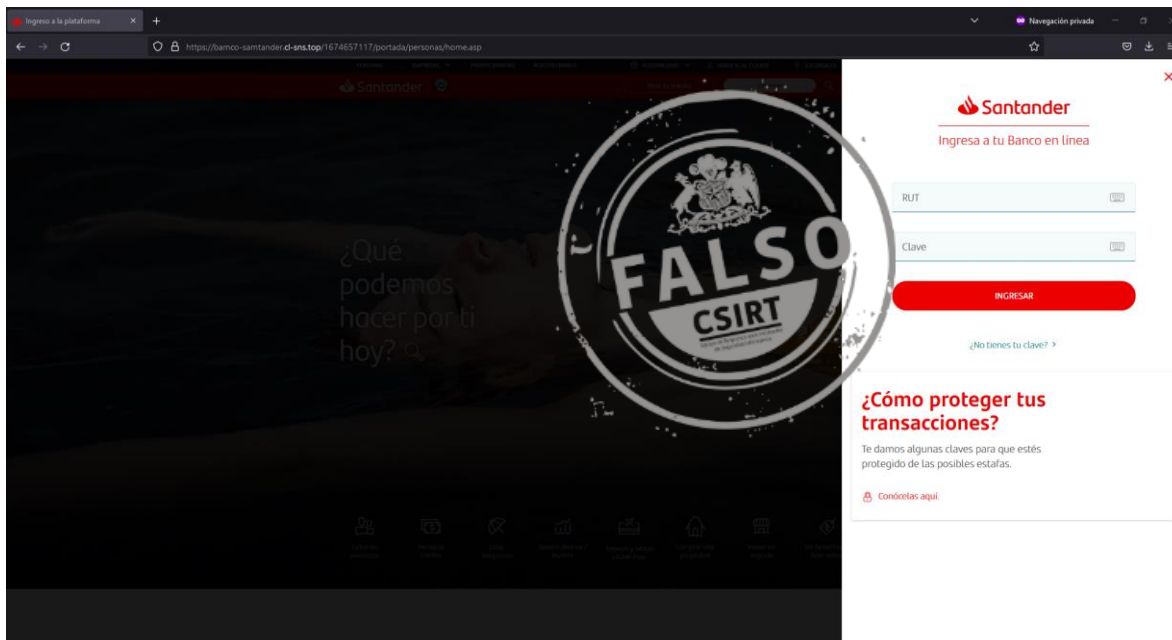 Ingreso a la plataforma
Navegación privada
https://bamco-samtander.cl-sns.top/1674657117/portada/personas/home.asp
Santander
Santander
Ingresa a tu Banco en línea
RUT
Clave
INGRESAR
¿No tienes tu clave? >
¿Qué
podemos
hacer por ti
hoy?
FALSO
CSIRT
¿Cómo proteger tus
transacciones?
Te damos algunas claves para que estés
protegido de las posibles estafas.
Conócelas aquí.